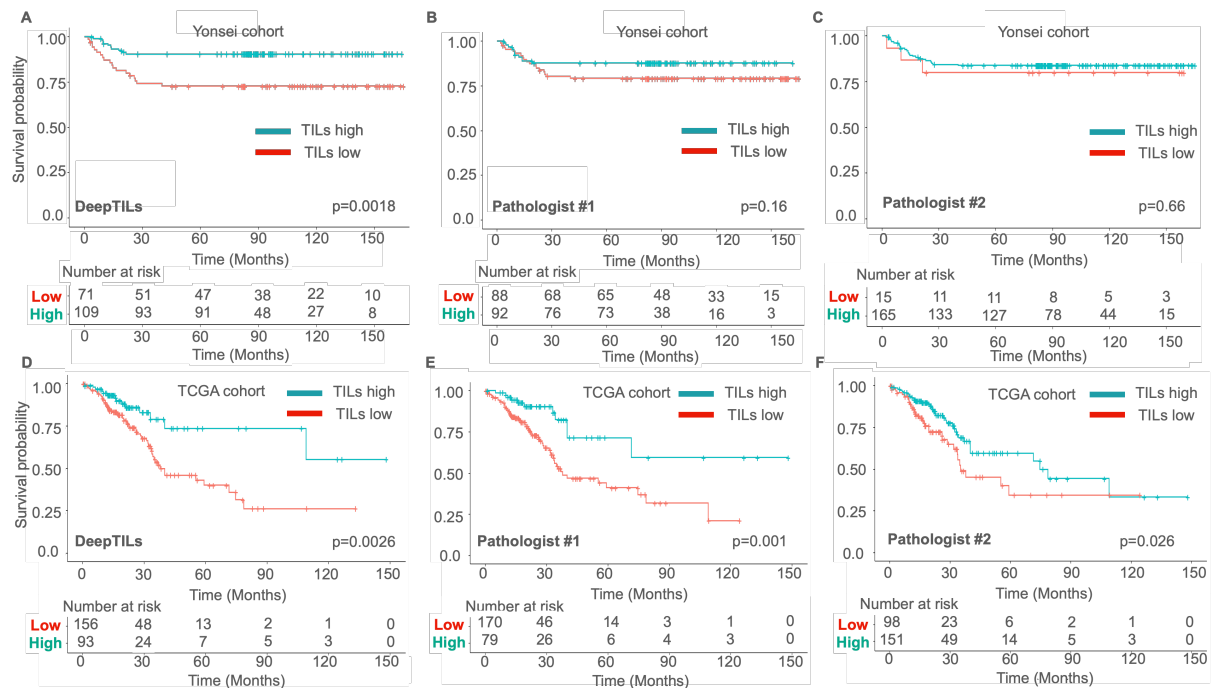 A
Yonsei cohort
1.00
0.75
0.50
0.25
0.0
Survival probability
TILs high
TILs low
DeepTILs
p=0.0018
0 30 60 90 120 150
Time (Months)
Number at risk
Low 71 51 47 38 22 10
High 109 93 91 48 27 8
0 30 60 90 120 150
Time (Months)
B
Yonsei cohort
1.00
0.75
0.50
0.25
0.0
TILs high
TILs low
Pathologist #1
p=0.16
0 30 60 90 120 150
Time (Months)
Number at risk
Low 88 68 65 48 33 15
High 92 76 73 38 16 3
0 30 60 90 120 150
Time (Months)
C
Yonsei cohort
1.00
0.75
0.50
0.25
0.0
TILs high
TILs low
Pathologist #2
p=0.66
0 30 60 90 120 150
Time (Months)
Number at risk
Low 15 11 11 8 5 3
High 165 133 127 78 44 15
0 30 60 90 120 150
Time (Months)
D
TCGA cohort
TILs high
TILs low
1.00
0.75
0.50
0.25
0.0
Survival probability
DeepTILs
p=0.0026
0 30 60 90 120 150
Time (Months)
Number at risk
Low 156 48 13 2 1 0
High 93 24 7 5 3 0
0 30 60 90 120 150
Time (Months)
E
TCGA cohort
TILs high
TILs low
1.00
0.75
0.50
0.25
0.0
Pathologist #1
p=0.001
0 30 60 90 120 150
Time (Months)
Number at risk
Low 170 46 14 3 1 0
High 79 26 6 4 3 0
0 30 60 90 120 150
Time (Months)
F
TCGA cohort
TILs high
TILs low
1.00
0.75
0.50
0.25
0.0
Pathologist #2
p=0.026
0 30 60 90 120 150
Time (Months)
Number at risk
Low 98 23 6 2 1 0
High 151 49 14 5 3 0
0 30 60 90 120 150
Time (Months)